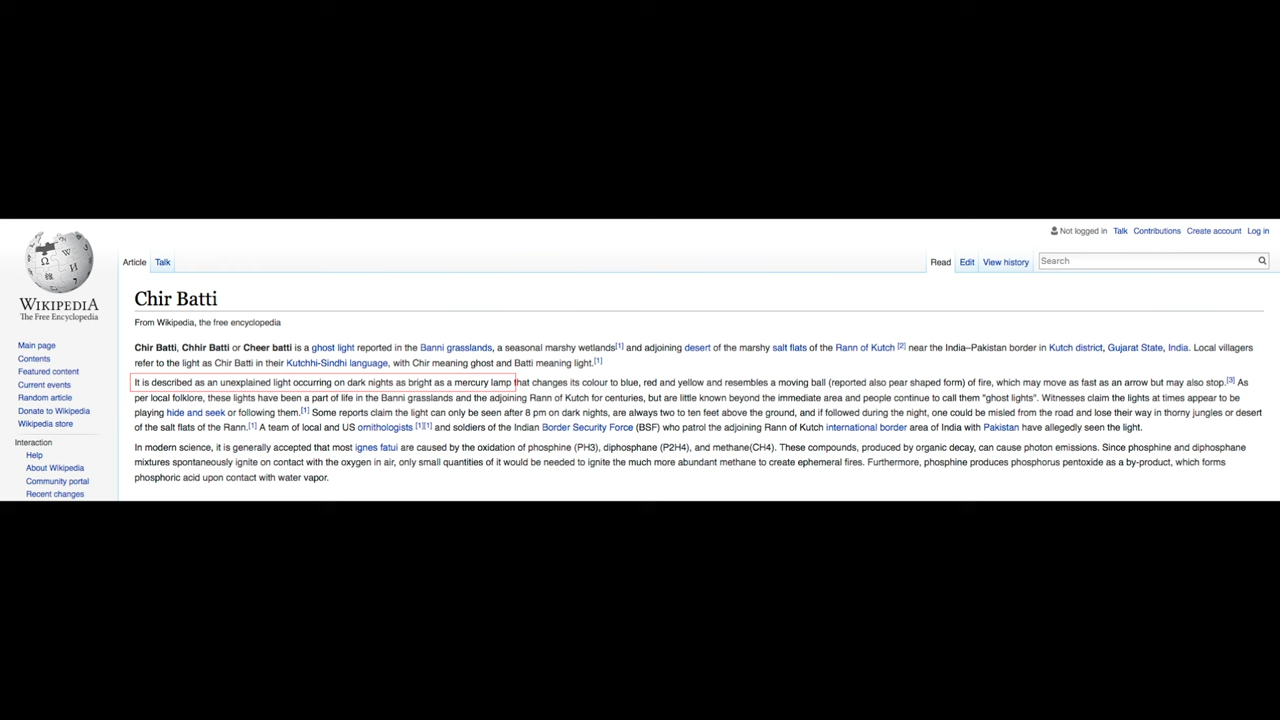 Not logged in Talk Contributions Create account Log in
Article Talk Read Edit View history Search
WIKIPEDIA
The Free Encyclopedia
Chir Batti
From Wikipedia, the free encyclopedia
Main page
Contents
Featured content
Current events
Random article
Donate to Wikipedia
Wikipedia store
Interaction
Help
About Wikipedia
Community portal
Recent changes
Chir Batti, Chhir Batti or Cheer batti is a ghost light reported in the Banni grasslands, a seasonal marshy wetlands[1] and adjoining desert of the marshy salt flats of the Rann of Kutch [2] near the India–Pakistan border in Kutch district, Gujarat State, India. Local villagers
refer to the light as Chir Batti in their Kutchhi-Sindhi language, with Chir meaning ghost and Batti meaning light.[1]
It is described as an unexplained light occurring on dark nights as bright as a mercury lamp that changes its colour to blue, red and yellow and resembles a moving ball (reported also pear shaped form) of fire, which may move as fast as an arrow but may also stop.[3] As
per local folklore, these lights have been a part of life in the Banni grasslands and the adjoining Rann of Kutch for centuries, but are little known beyond the immediate area and people continue to call them "ghost lights". Witnesses claim the lights at times appear to be
playing hide and seek or following them.[1] Some reports claim the light can only be seen after 8 pm on dark nights, are always two to ten feet above the ground, and if followed during the night, one could be misled from the road and lose their way in thorny jungles or desert
of the salt flats of the Rann.[1] A team of local and US ornithologists [1][1] and soldiers of the Indian Border Security Force (BSF) who patrol the adjoining Rann of Kutch international border area of India with Pakistan have allegedly seen the light.
In modern science, it is generally accepted that most ignes fatui are caused by the oxidation of phosphine (PH3), diphosphane (P2H4), and methane(CH4). These compounds, produced by organic decay, can cause photon emissions. Since phosphine and diphosphane
mixtures spontaneously ignite on contact with the oxygen in air, only small quantities of it would be needed to ignite the much more abundant methane to create ephemeral fires. Furthermore, phosphine produces phosphorus pentoxide as a by-product, which forms
phosphoric acid upon contact with water vapor.